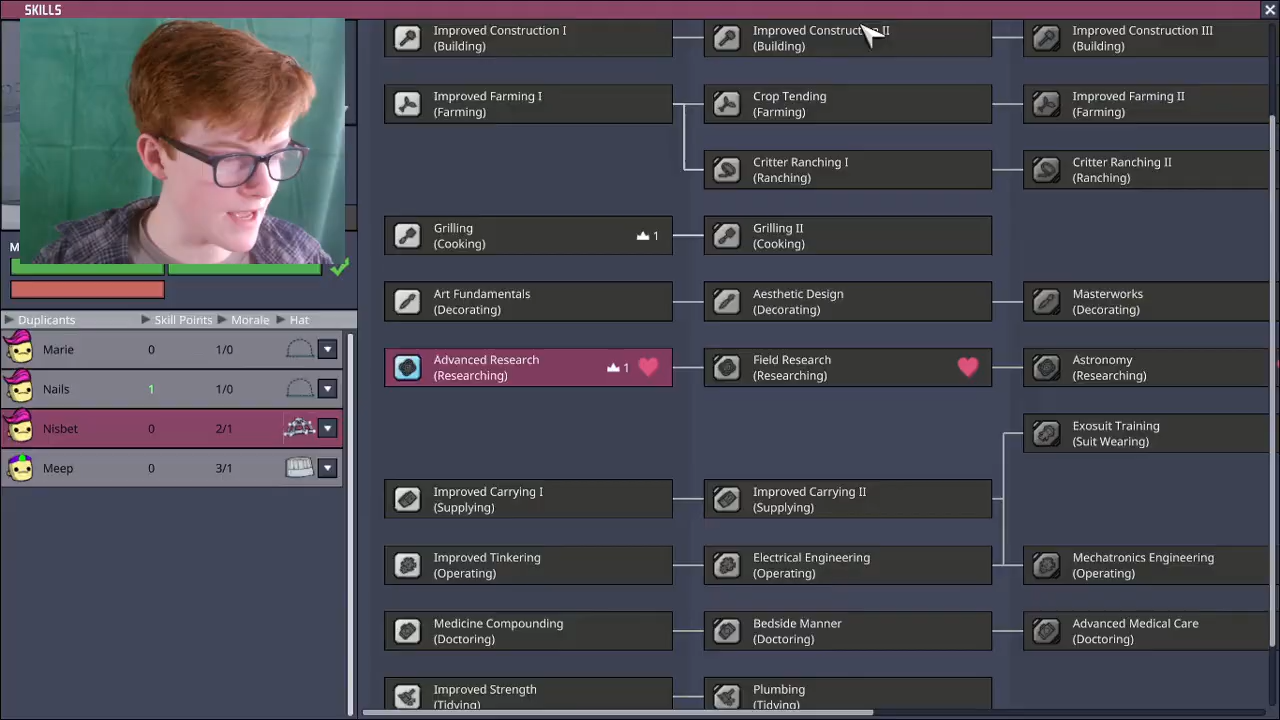 SKILLS
Improved Construction I
(Building)
Improved Construction II
(Building)
Improved Construction III
(Building)
Improved Farming I
(Farming)
Crop Tending
(Farming)
Improved Farming II
(Farming)
Critter Ranching I
(Ranching)
Critter Ranching II
(Ranching)
Grilling
(Cooking)
1
Grilling II
(Cooking)
M
Art Fundamentals
(Decorating)
Aesthetic Design
(Decorating)
Masterworks
(Decorating)
Duplicants Skill Points Morale Hat
Marie 0 1/0
Nails 1 1/0
Nisbet 0 2/1
Meep 0 3/1
Advanced Research
(Researching)
1
Field Research
(Researching)
Astronomy
(Researching)
Exosuit Training
(Suit Wearing)
Improved Carrying I
(Supplying)
Improved Carrying II
(Supplying)
Improved Tinkering
(Operating)
Electrical Engineering
(Operating)
Mechatronics Engineering
(Operating)
Medicine Compounding
(Doctoring)
Bedside Manner
(Doctoring)
Advanced Medical Care
(Doctoring)
Improved Strength
(Tidying)
Plumbing
(Tidying)